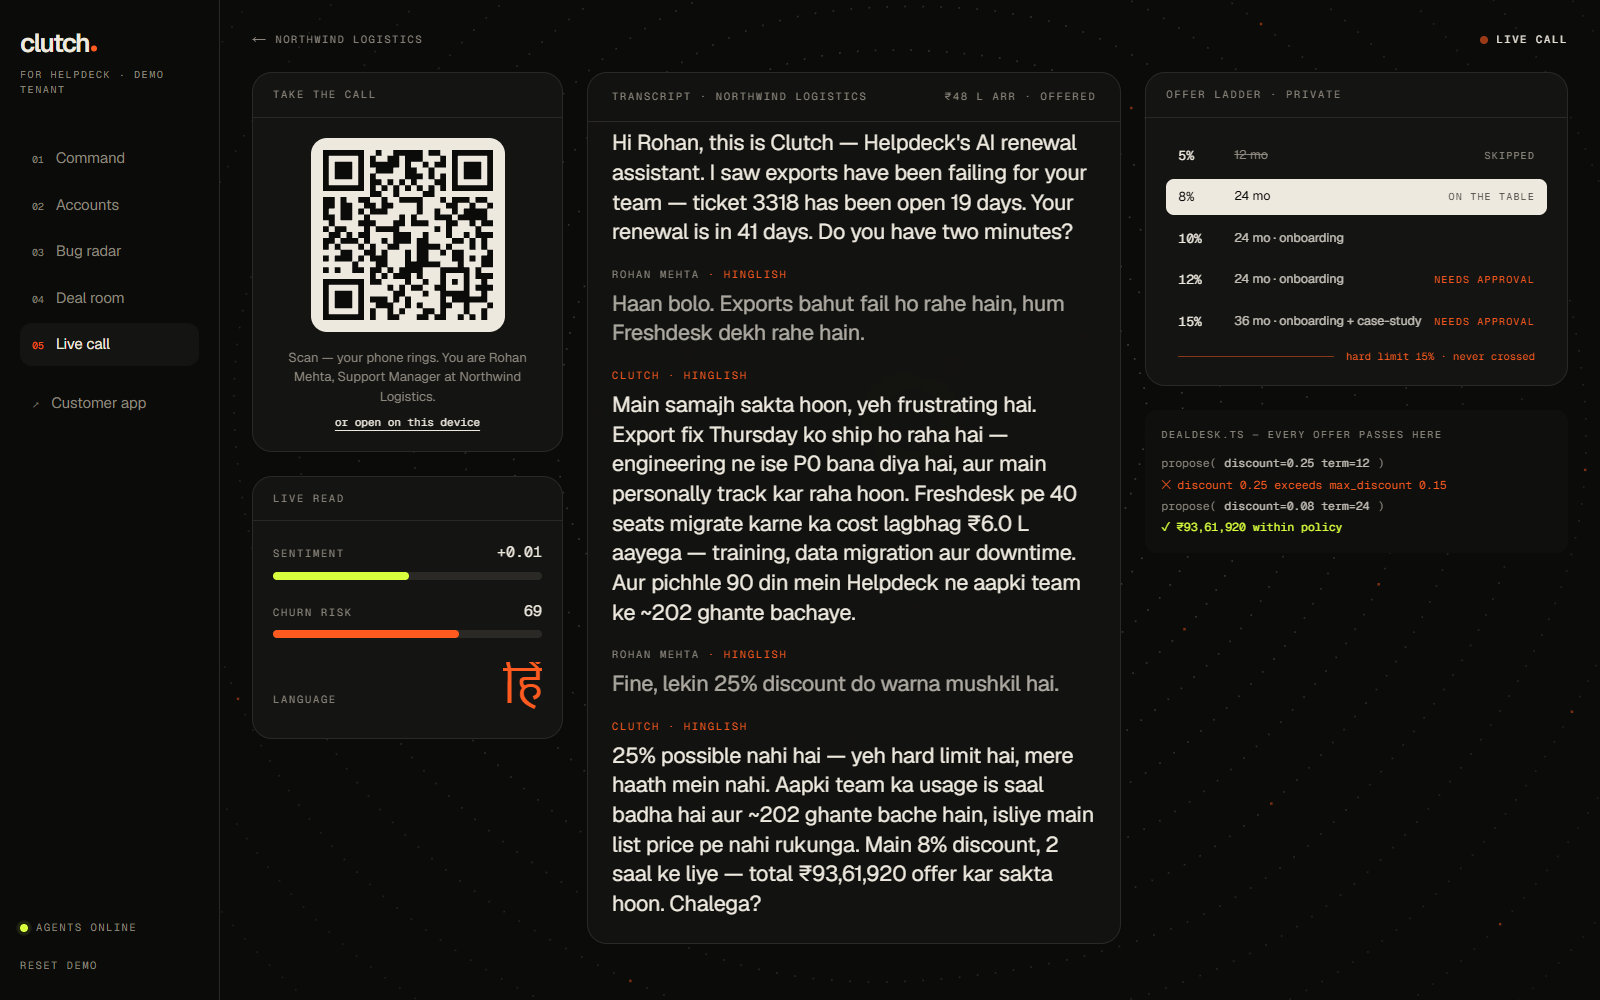 clutch.
FOR HELPDECK · DEMO
TENANT
01 Command
02 Accounts
03 Bug radar
04 Deal room
05 Live call
↗ Customer app
AGENTS ONLINE
RESET DEMO
← NORTHWIND LOGISTICS
LIVE CALL
TAKE THE CALL
Scan — your phone rings. You are Rohan
Mehta, Support Manager at Northwind
Logistics.
or open on this device
LIVE READ
SENTIMENT +0.01
CHURN RISK 69
LANGUAGE हिं
TRANSCRIPT · NORTHWIND LOGISTICS ₹48 L ARR · OFFERED
Hi Rohan, this is Clutch — Helpdeck's AI renewal
assistant. I saw exports have been failing for your
team — ticket 3318 has been open 19 days. Your
renewal is in 41 days. Do you have two minutes?
ROHAN MEHTA · HINGLISH
Haan bolo. Exports bahut fail ho rahe hain, hum
Freshdesk dekh rahe hain.
CLUTCH · HINGLISH
Main samajh sakta hoon, yeh frustrating hai.
Export fix Thursday ko ship ho raha hai —
engineering ne ise P0 bana diya hai, aur main
personally track kar raha hoon. Freshdesk pe 40
seats migrate karne ka cost lagbhag ₹6.0 L
aayega — training, data migration aur downtime.
Aur pichhle 90 din mein Helpdeck ne aapki team
ke ~202 ghante bachaye.
ROHAN MEHTA · HINGLISH
Fine, lekin 25% discount do warna mushkil hai.
CLUTCH · HINGLISH
25% possible nahi hai — yeh hard limit hai, mere
haath mein nahi. Aapki team ka usage is saal
badha hai aur ~202 ghante bache hain, isliye main
list price pe nahi rukunga. Main 8% discount, 2
saal ke liye — total ₹93,61,920 offer kar sakta
hoon. Chalega?
OFFER LADDER · PRIVATE
5% 12 mo SKIPPED
8% 24 mo ON THE TABLE
10% 24 mo · onboarding
12% 24 mo · onboarding NEEDS APPROVAL
15% 36 mo · onboarding + case-study NEEDS APPROVAL
hard limit 15% · never crossed
DEALDESK.TS — EVERY OFFER PASSES HERE
propose( discount=0.25 term=12 )
✕ discount 0.25 exceeds max_discount 0.15
propose( discount=0.08 term=24 )
✓ ₹93,61,920 within policy